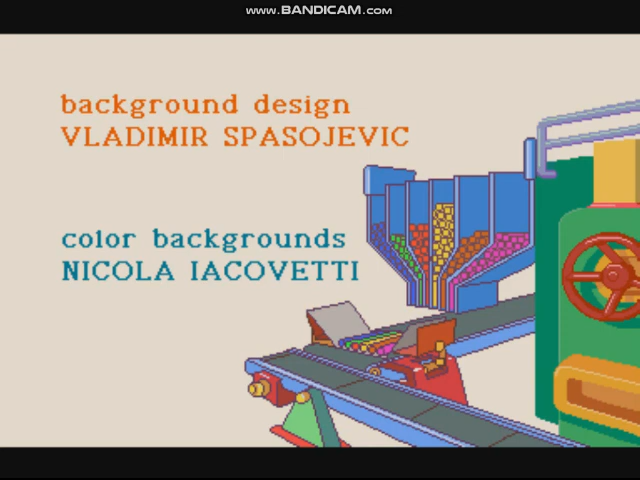 www.BANDICAM.com
background design
VLADIMIR SPASOJEVIC
color backgrounds
NICOLA IACOVETTI